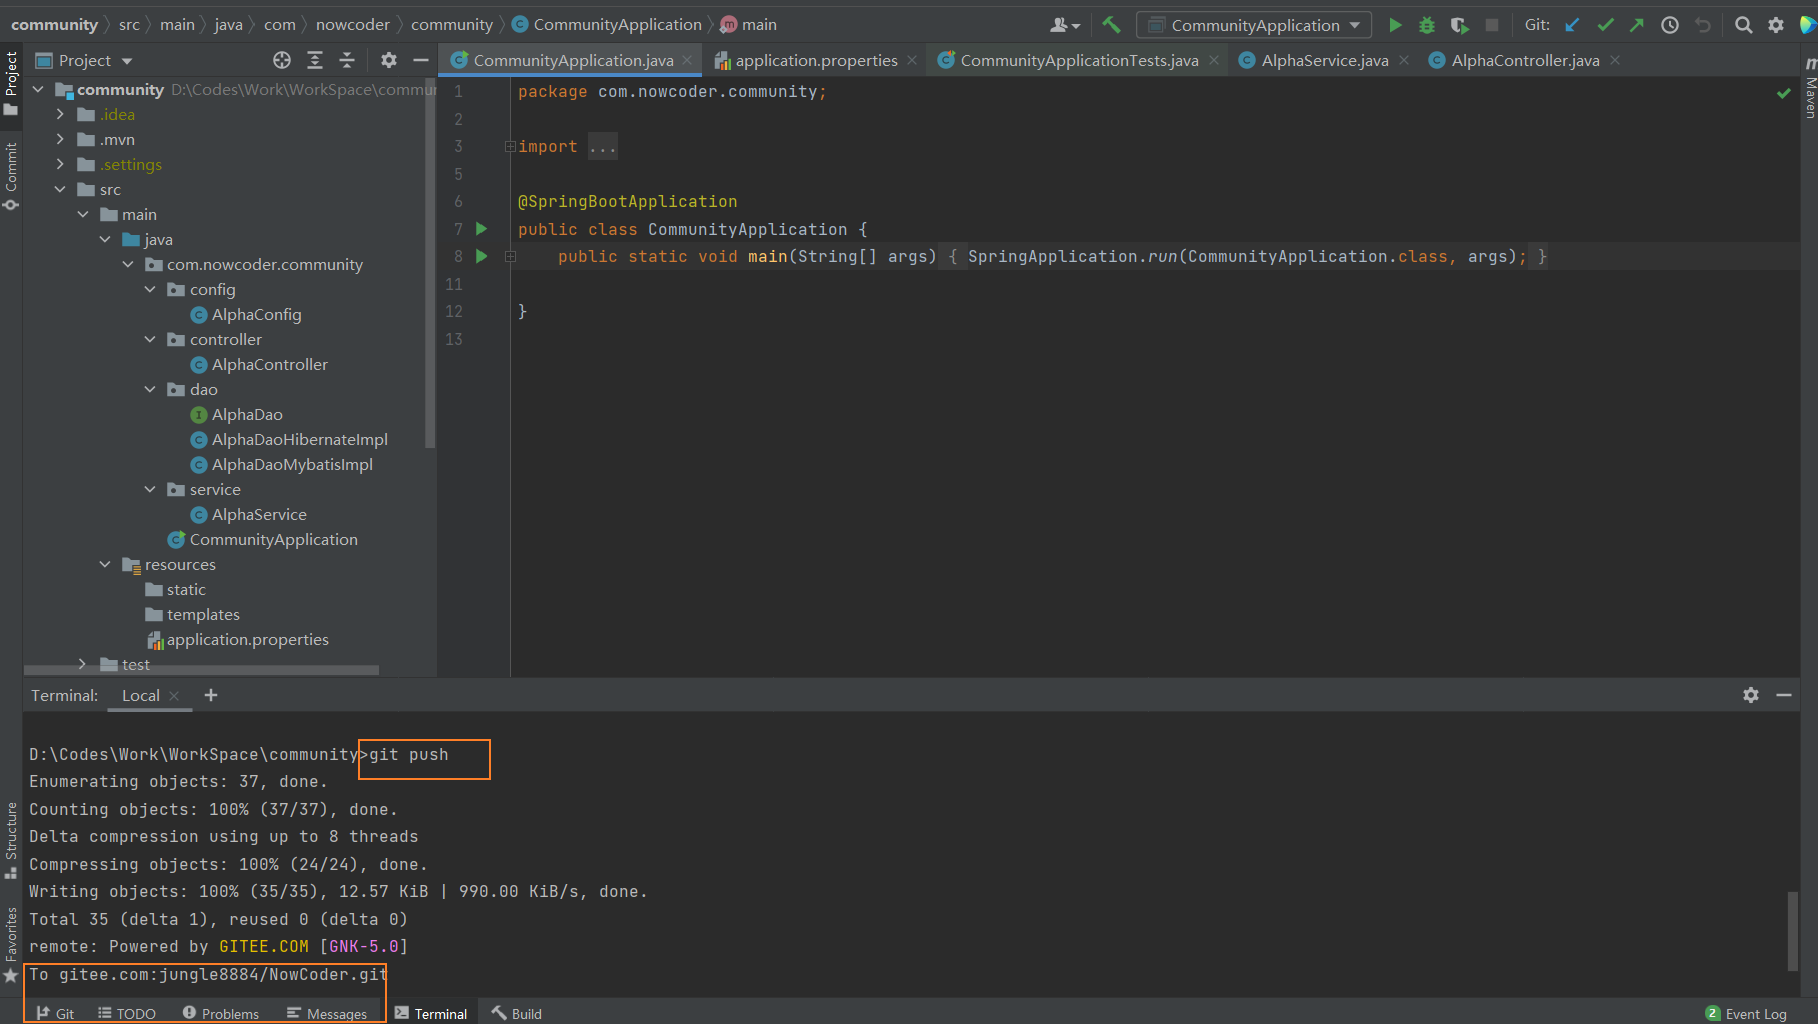 community src main java com nowcoder community CommunityApplication main
CommunityApplication Git:
Project
CommunityApplication.java application.properties CommunityApplicationTests.java AlphaService.java AlphaController.java
Project
Commit
Structure
Favorites
Maven
community D:\Codes\Work\WorkSpace\commu
.idea
.mvn
.settings
src
main
java
com.nowcoder.community
config
AlphaConfig
controller
AlphaController
dao
AlphaDao
AlphaDaoHibernateImpl
AlphaDaoMybatisImpl
service
AlphaService
CommunityApplication
resources
static
templates
application.properties
test
1 package com.nowcoder.community;
2
3 import ...
5
6 @SpringBootApplication
7 public class CommunityApplication {
8 public static void main(String[] args) { SpringApplication.run(CommunityApplication.class, args); }
11
12 }
13
Terminal: Local
D:\Codes\Work\WorkSpace\community>git push
Enumerating objects: 37, done.
Counting objects: 100% (37/37), done.
Delta compression using up to 8 threads
Compressing objects: 100% (24/24), done.
Writing objects: 100% (35/35), 12.57 KiB | 990.00 KiB/s, done.
Total 35 (delta 1), reused 0 (delta 0)
remote: Powered by GITEE.COM [GNK-5.0]
To gitee.com:jungle8884/NowCoder.git
Git TODO Problems Messages Terminal Build 2 Event Log